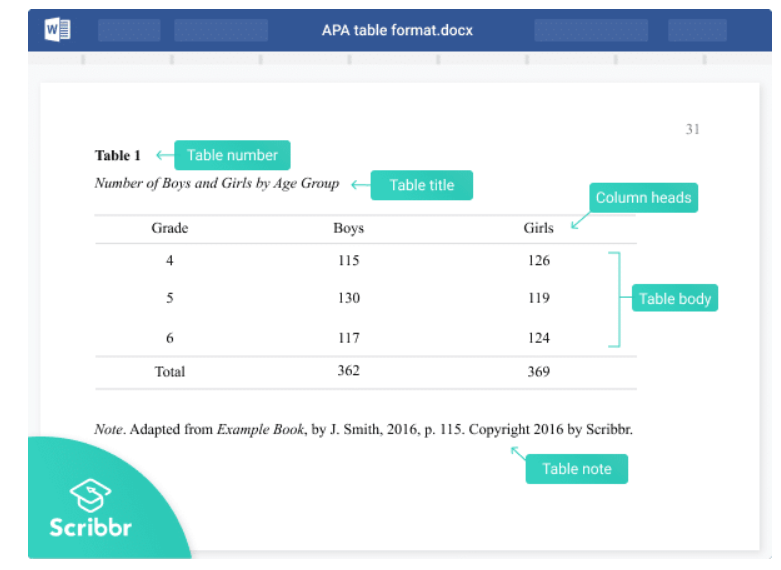 W
APA table format.docx
31
Table 1 Table number
Number of Boys and Girls by Age Group Table title
Column heads
Grade Boys Girls
4 115 126
5 130 119
Table body
6 117 124
Total 362 369
Note. Adapted from Example Book, by J. Smith, 2016, p. 115. Copyright 2016 by Scribbr.
Table note
Scribbr